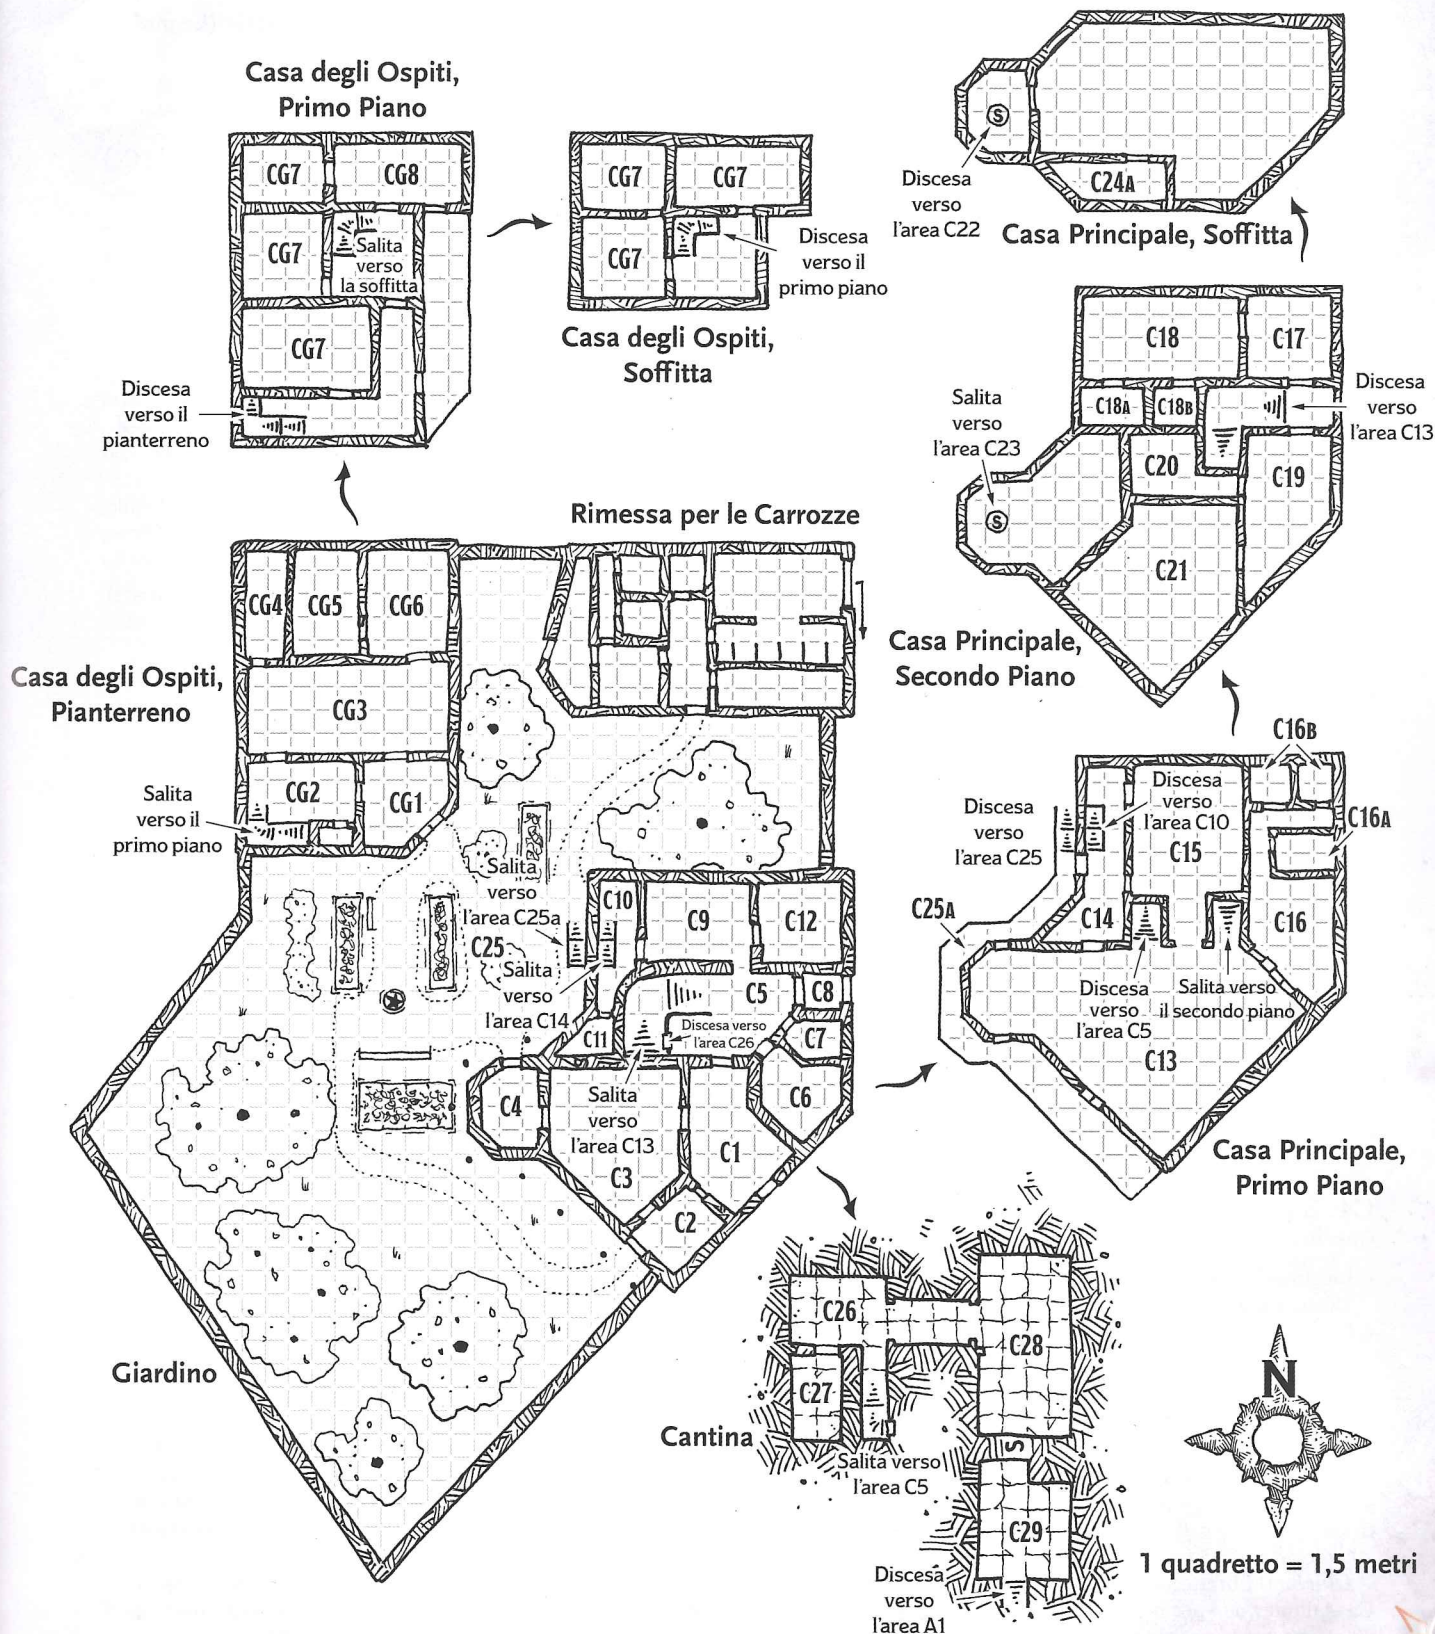 Casa degli Ospiti,
Primo Piano
CG7
CG8
CG7
Salita
verso
la soffitta
CG7
Discesa
verso il
pianterreno
CG7
CG7
CG7
Discesa
verso il
primo piano
Casa degli Ospiti,
Soffitta
S
Discesa
verso
l'area C22
C24A
Casa Principale, Soffitta
C18
C17
C18A
C18B
Discesa
verso
l'area C13
Salita
verso
l'area C23
S
C20
C19
C21
Casa Principale,
Secondo Piano
Rimessa per le Carrozze
Casa degli Ospiti,
Pianterreno
CG4
CG5
CG6
CG3
CG2
CG1
Salita
verso il
primo piano
Salita
verso
l'area C25a
C25
Salita
verso
l'area C14
C10
C9
C12
C5
C8
C11
Discesa verso
l'area C26
C7
C4
Salita
verso
l'area C13
C6
C3
C1
C2
Giardino
C16B
Discesa
verso
l'area C25
Discesa
verso
l'area C10
C16A
C15
C25A
C14
C16
Discesa
verso
l'area C5
Salita verso
il secondo piano
C13
Casa Principale,
Primo Piano
C26
C28
C27
Cantina
Salita verso
l'area C5
S
C29
Discesa
verso
l'area A1
N
1 quadretto = 1,5 metri